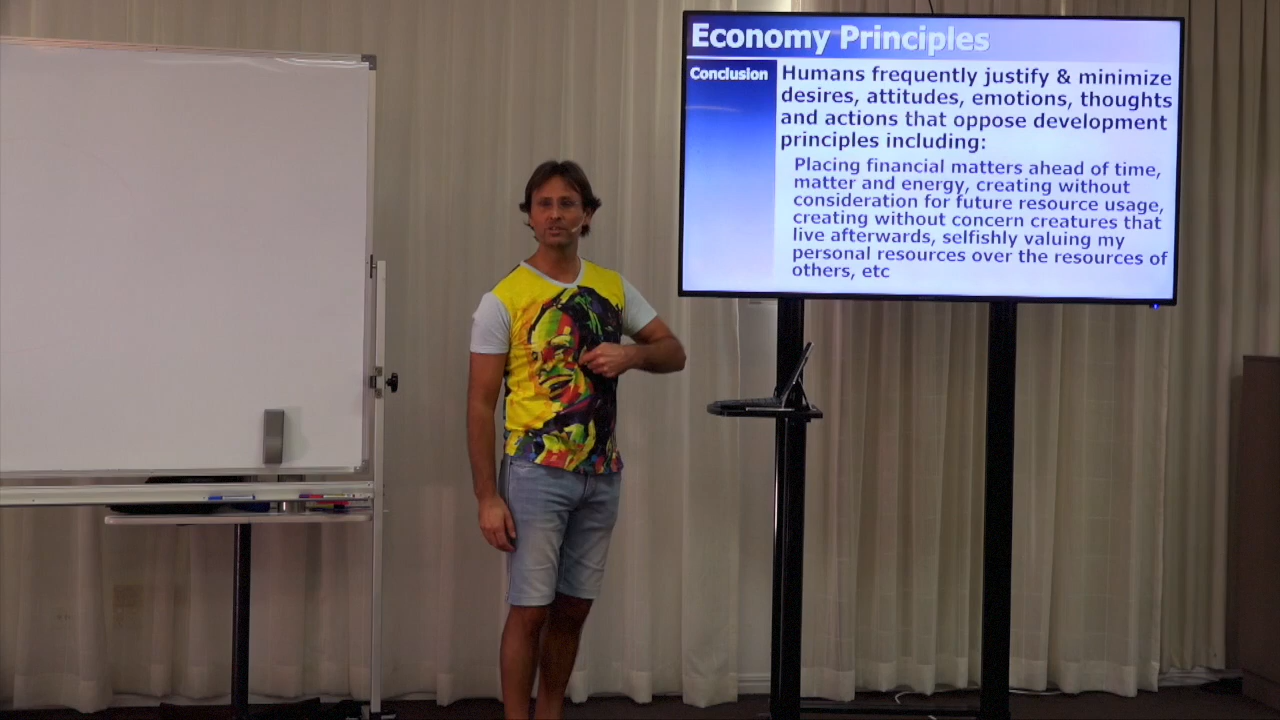 Economy Principles
Conclusion
Humans frequently justify & minimize
desires, attitudes, emotions, thoughts
and actions that oppose development
principles including:
Placing financial matters ahead of time,
matter and energy, creating without
consideration for future resource usage,
creating without concern creatures that
live afterwards, selfishly valuing my
personal resources over the resources of
others, etc